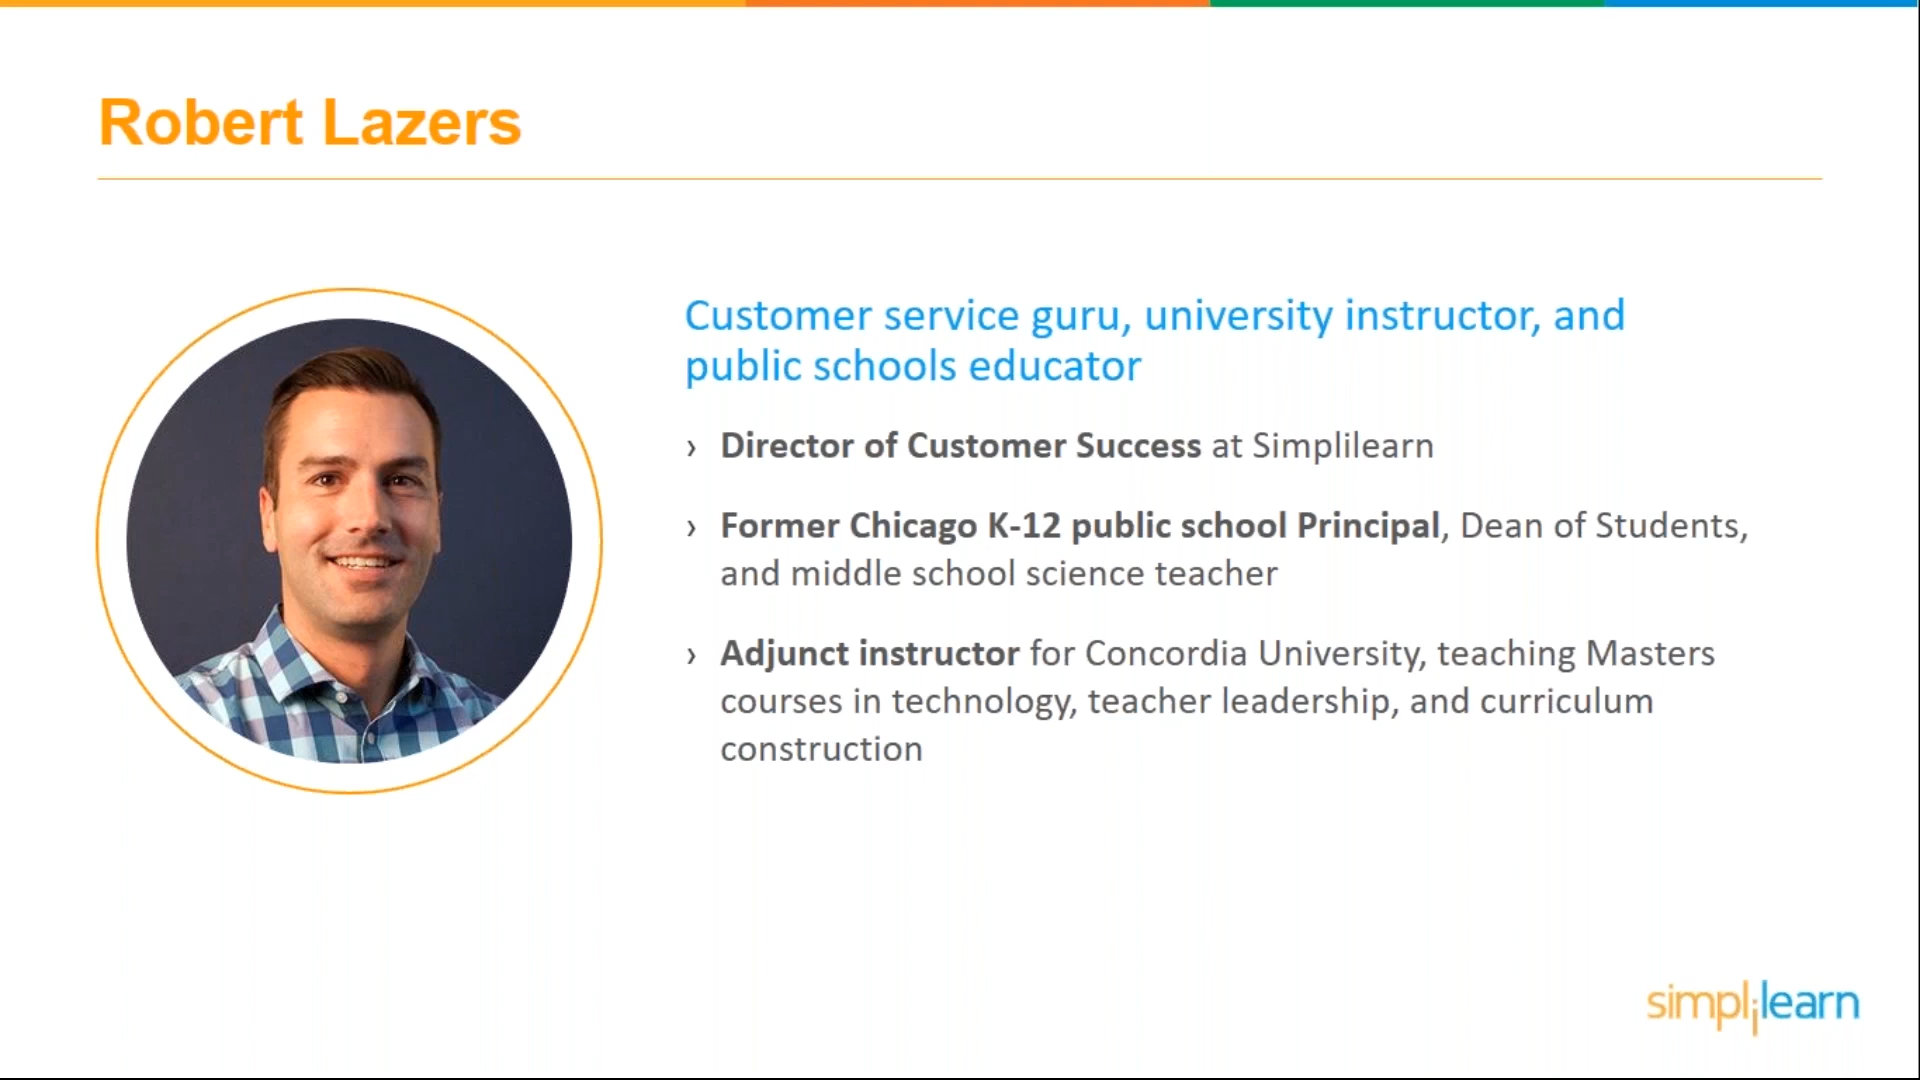 Robert Lazers
Customer service guru, university instructor, and
public schools educator
› Director of Customer Success at Simplilearn
› Former Chicago K-12 public school Principal, Dean of Students,
and middle school science teacher
› Adjunct instructor for Concordia University, teaching Masters
courses in technology, teacher leadership, and curriculum
construction
simplilearn